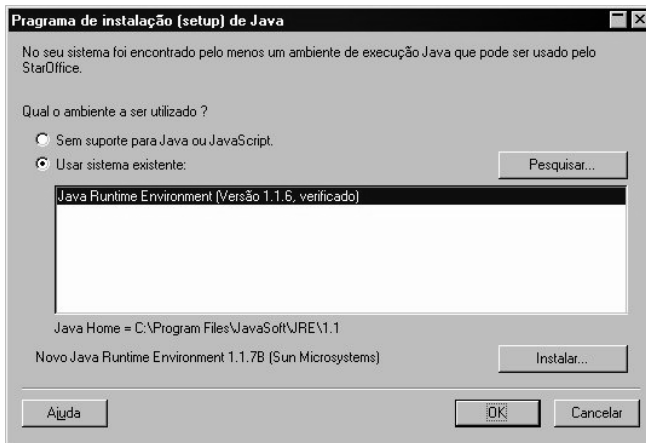 Pragrama de instalação (setup) de Java
No seu sistema foi encontrado pelo menos um ambiente de execução Java que pode ser usado pelo
StarOffice.
Qual o ambiente a ser utilizado ?
Sem suporte para Java ou JavaScript.
Usar sistema existente:
Pesquisar...
Java Runtime Environment (Versão 1.1.6, verificado)
Java Home = C:\Program Files\JavaSoft\JRE\1.1
Novo Java Runtime Environment 1.1.7B (Sun Microsystems)
Instalar...
Ajuda
OK
Cancelar